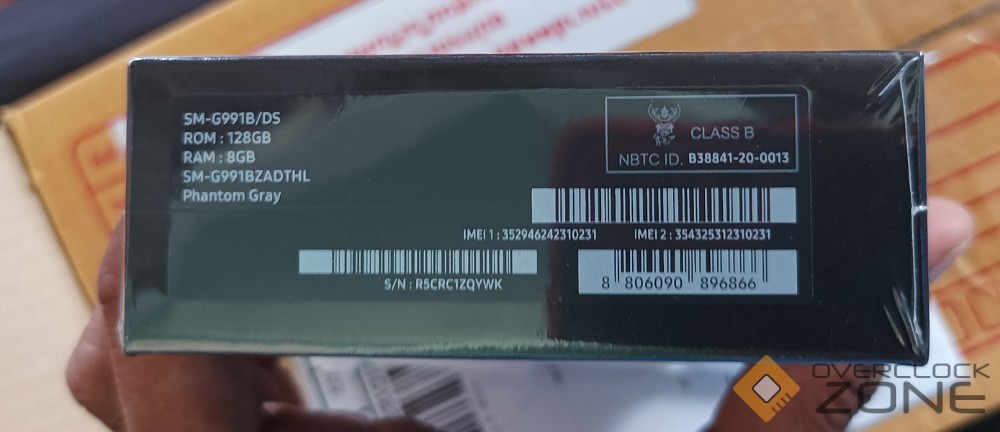 SM-G991B/DS
ROM : 128GB
RAM : 8GB
SM-G991BZADTHL
Phantom Gray
CLASS B
NBTC ID. B38841-20-0013
IMEI 1 : 352946242310231 IMEI 2 : 354325312310231
S/N : R5CRC1ZQYWK
8 806090 896866
OVERCLOCK
ZONE